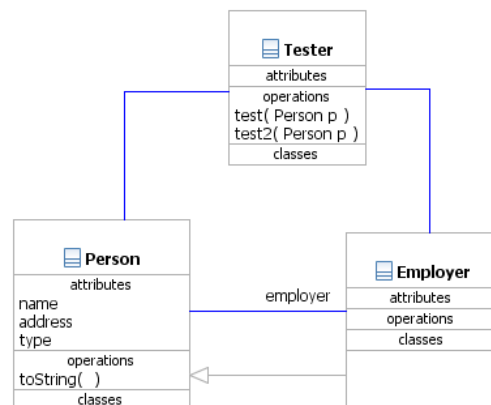 Tester
attributes
operations
test( Person p )
test2( Person p )
classes
Person
attributes
name
address
type
operations
toString( )
classes
employer
Employer
attributes
operations
classes